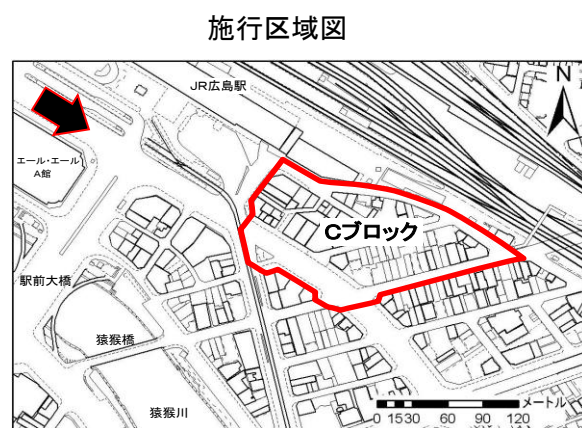 施行区域図
JR広島駅
N
エール・エール
A館
Cブロック
駅前大橋
猿猴橋
猿猴川
メートル
0 15 30 60 90 120